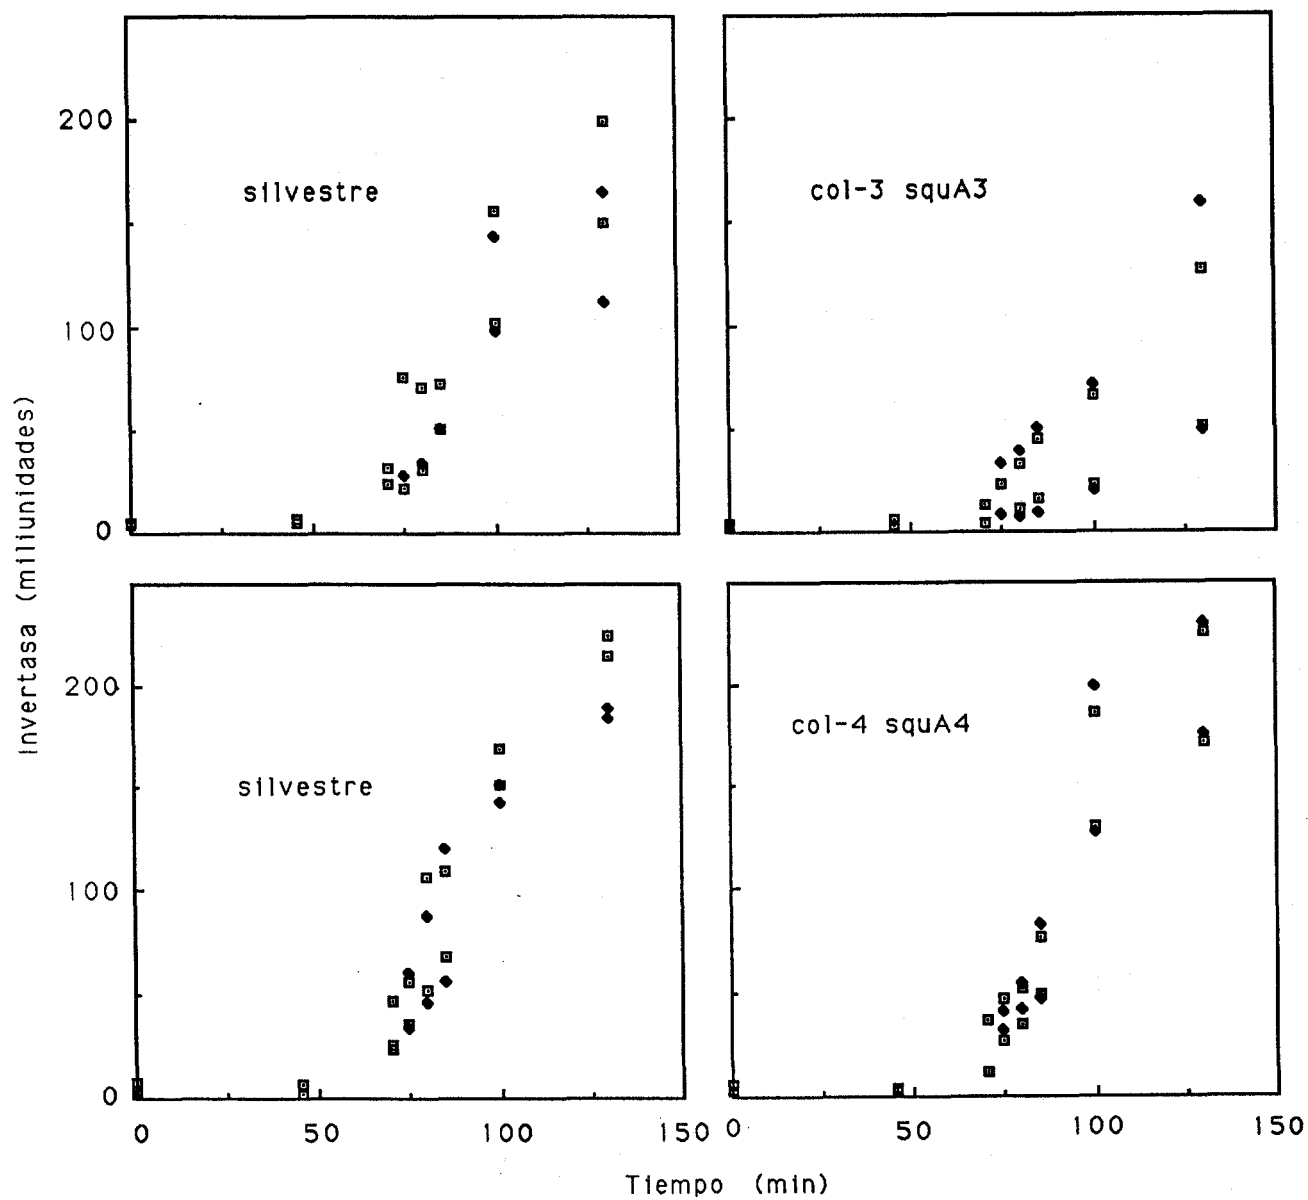 200
silvestre
col-3 squA3
100
0
Invertasa (miliunidades)
200
silvestre
col-4 squA4
100
0
0 50 100 150 0 50 100 150
Tiempo (min)